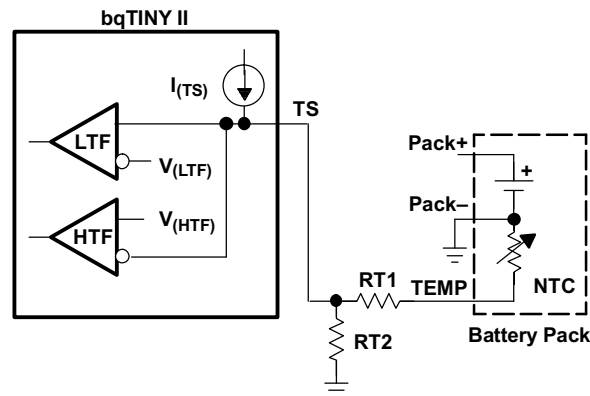 bqTINY II
I(TS)
TS
LTF
V(LTF)
V(HTF)
HTF
Pack+
+
Pack–
RT1
TEMP
NTC
RT2
Battery Pack